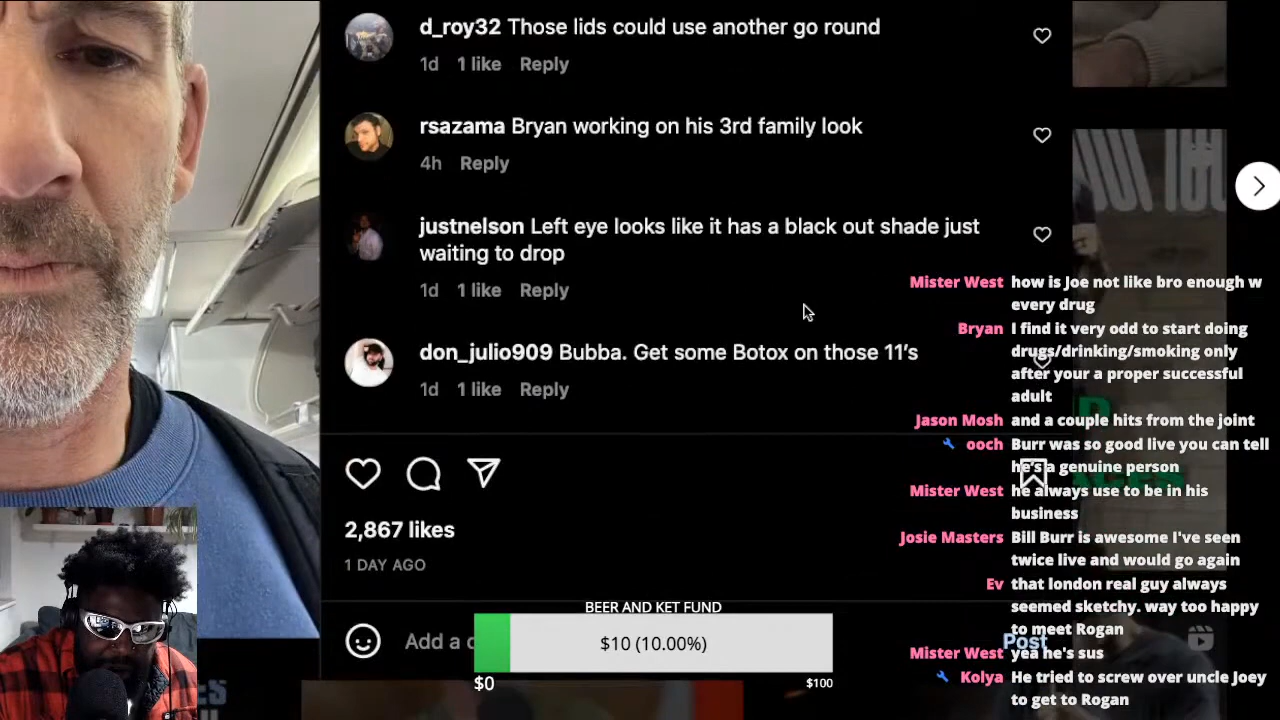 d_roy32 Those lids could use another go round
1d 1 like Reply
rsazama Bryan working on his 3rd family look
4h Reply
justnelson Left eye looks like it has a black out shade just
waiting to drop
1d 1 like Reply
don_julio909 Bubba. Get some Botox on those 11's
1d 1 like Reply
2,867 likes
1 DAY AGO
Add a
Post
BEER AND KET FUND
$10 (10.00%)
$0
$100
Mister West how is Joe not like bro enough w
every drug
Bryan I find it very odd to start doing
drugs/drinking/smoking only
after your a proper successful
adult
Jason Mosh and a couple hits from the joint
ooch Burr was so good live you can tell
he's a genuine person
Mister West he always use to be in his
business
Josie Masters Bill Burr is awesome I've seen
twice live and would go again
Ev that london real guy always
seemed sketchy. way too happy
to meet Rogan
Mister West yea he's sus
Kolya He tried to screw over uncle Joey
to get to Rogan